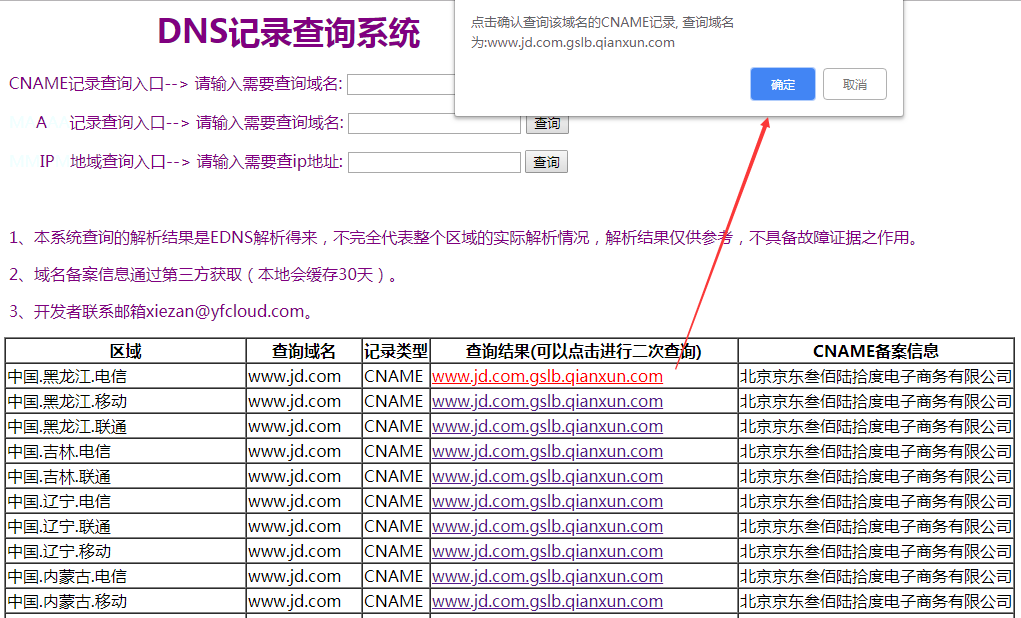 DNS记录查询系统
点击确认查询该域名的CNAME记录, 查询域名
为:www.jd.com.gslb.qianxun.com
确定 取消
CNAME记录查询入口--> 请输入需要查询域名:
A 记录查询入口--> 请输入需要查询域名: 查询
IP 地域查询入口--> 请输入需要查ip地址: 查询
1、本系统查询的解析结果是EDNS解析得来，不完全代表整个区域的实际解析情况，解析结果仅供参考，不具备故障证据之作用。
2、域名备案信息通过第三方获取（本地会缓存30天）。
3、开发者联系邮箱xiezan@yfcloud.com。
区域 查询域名 记录类型 查询结果(可以点击进行二次查询) CNAME备案信息
中国.黑龙江.电信 www.jd.com CNAME www.jd.com.gslb.qianxun.com 北京京东叁佰陆拾度电子商务有限公司
中国.黑龙江.移动 www.jd.com CNAME www.jd.com.gslb.qianxun.com 北京京东叁佰陆拾度电子商务有限公司
中国.黑龙江.联通 www.jd.com CNAME www.jd.com.gslb.qianxun.com 北京京东叁佰陆拾度电子商务有限公司
中国.吉林.电信 www.jd.com CNAME www.jd.com.gslb.qianxun.com 北京京东叁佰陆拾度电子商务有限公司
中国.吉林.联通 www.jd.com CNAME www.jd.com.gslb.qianxun.com 北京京东叁佰陆拾度电子商务有限公司
中国.辽宁.电信 www.jd.com CNAME www.jd.com.gslb.qianxun.com 北京京东叁佰陆拾度电子商务有限公司
中国.辽宁.联通 www.jd.com CNAME www.jd.com.gslb.qianxun.com 北京京东叁佰陆拾度电子商务有限公司
中国.辽宁.移动 www.jd.com CNAME www.jd.com.gslb.qianxun.com 北京京东叁佰陆拾度电子商务有限公司
中国.内蒙古.电信 www.jd.com CNAME www.jd.com.gslb.qianxun.com 北京京东叁佰陆拾度电子商务有限公司
中国.内蒙古.移动 www.jd.com CNAME www.jd.com.gslb.qianxun.com 北京京东叁佰陆拾度电子商务有限公司